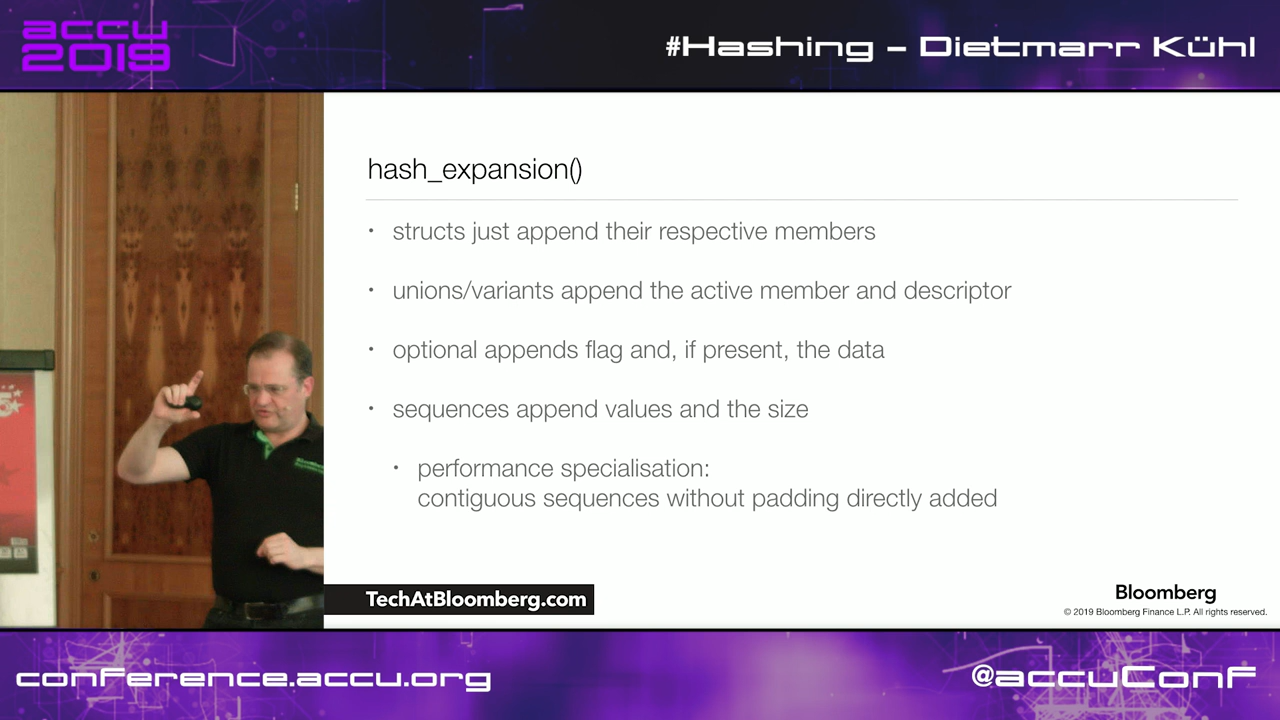 accu
2019
#Hashing – Dietmarr Kühl
hash_expansion()
• structs just append their respective members
• unions/variants append the active member and descriptor
• optional appends flag and, if present, the data
• sequences append values and the size
• performance specialisation:
contiguous sequences without padding directly added
TechAtBloomberg.com
Bloomberg
© 2019 Bloomberg Finance L.P. All rights reserved.
conference.accu.org
@accuConf